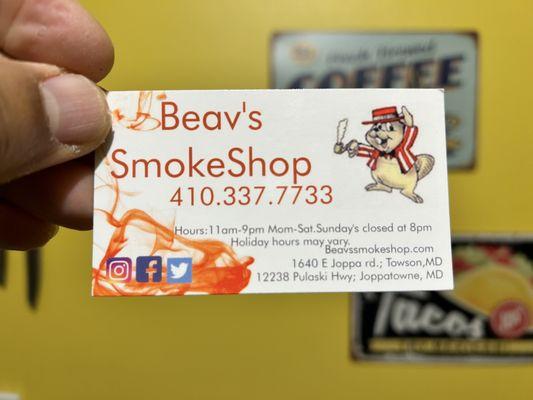 Beav's
SmokeShop
410.337.7733
Hours:11am-9pm Mom-Sat.Sunday's closed at 8pm
Holiday hours may vary.
Beavssmokeshop.com
1640 E Joppa rd.; Towson,MD
12238 Pulaski Hwy; Joppatowne, MD
COFFEE
Tacos